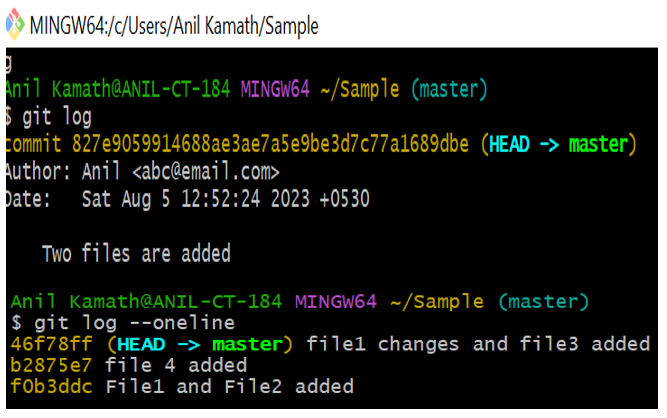 MINGW64:/c/Users/Anil Kamath/Sample
g
Anil Kamath@ANIL-CT-184 MINGW64 ~/Sample (master)
$ git log
commit 827e9059914688ae3ae7a5e9be3d7c77a1689dbe (HEAD -> master)
Author: Anil <abc@email.com>
Date: Sat Aug 5 12:52:24 2023 +0530
Two files are added
Anil Kamath@ANIL-CT-184 MINGW64 ~/Sample (master)
$ git log --oneline
46f78ff (HEAD -> master) file1 changes and file3 added
b2875e7 file 4 added
f0b3ddc File1 and File2 added